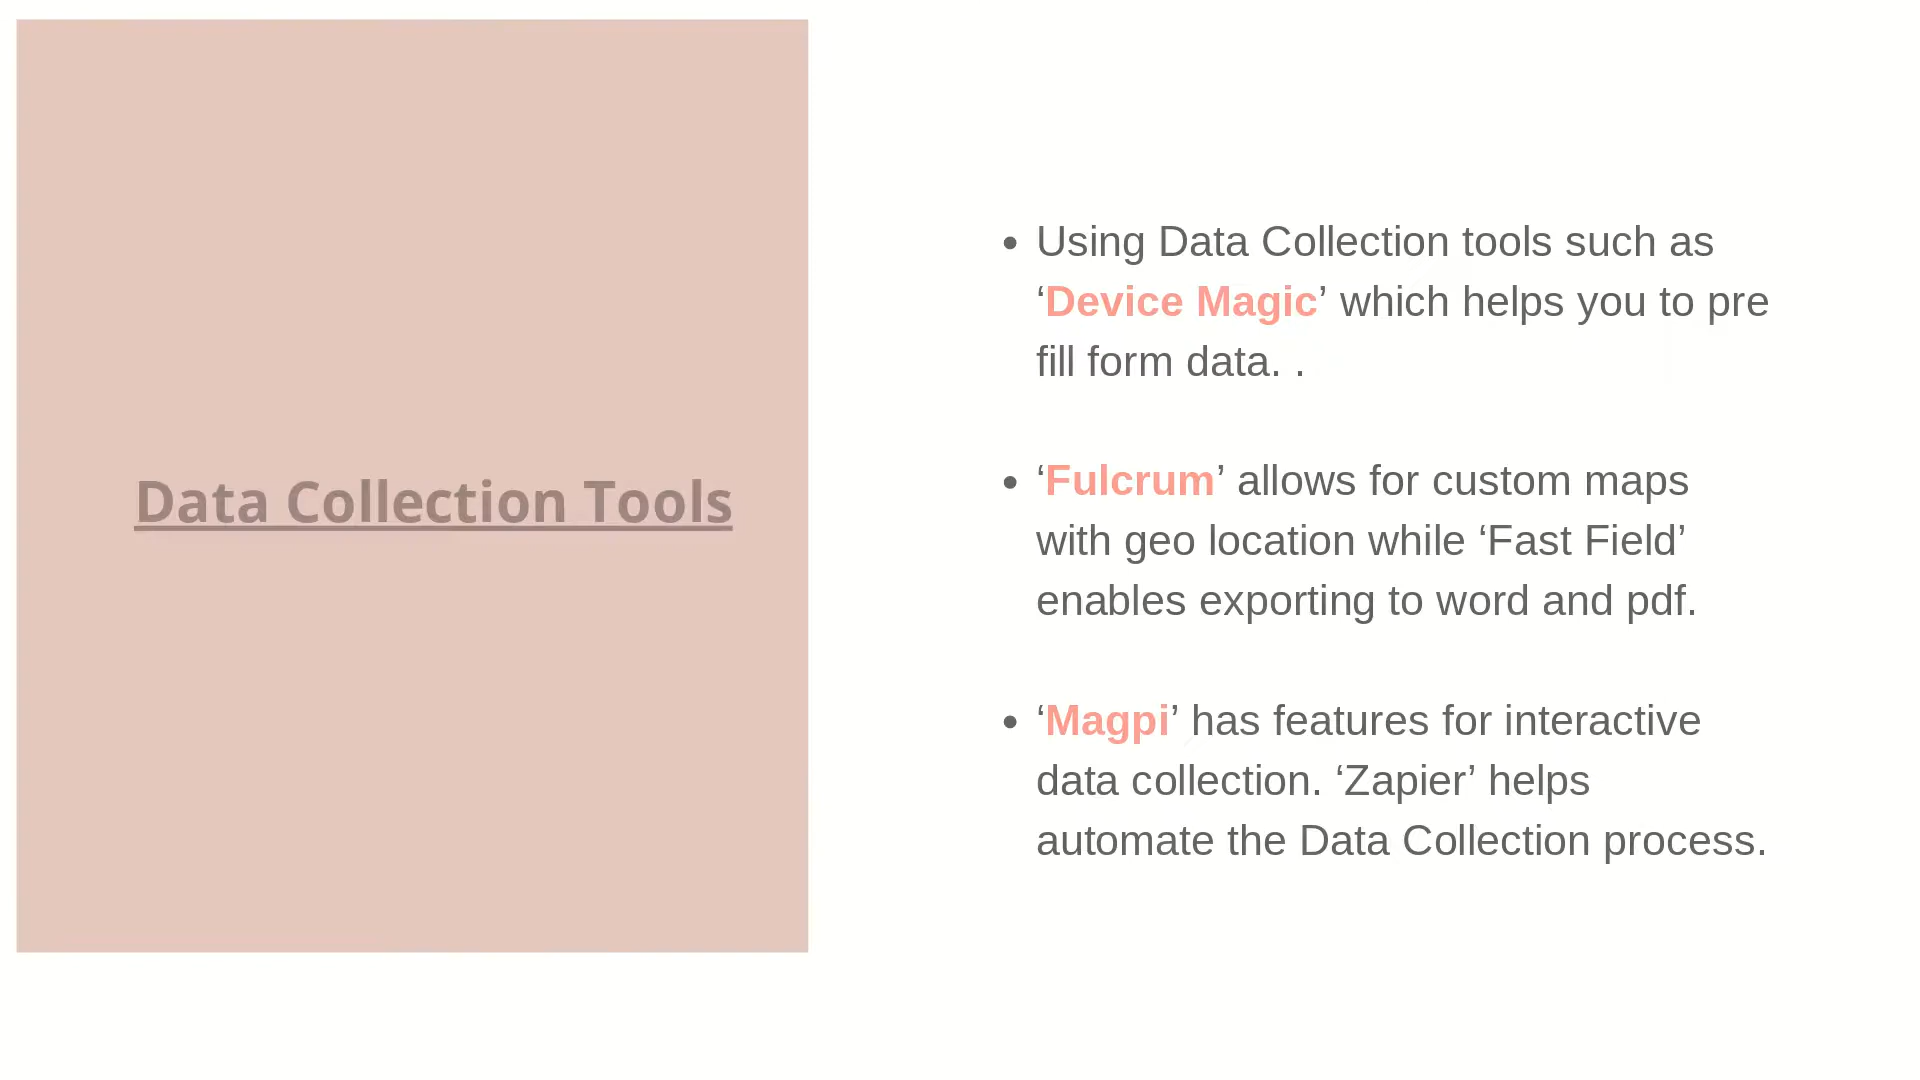 Data Collection Tools
• Using Data Collection tools such as
‘Device Magic’ which helps you to pre
fill form data. .
• ‘Fulcrum’ allows for custom maps
with geo location while ‘Fast Field’
enables exporting to word and pdf.
• ‘Magpi’ has features for interactive
data collection. ‘Zapier’ helps
automate the Data Collection process.